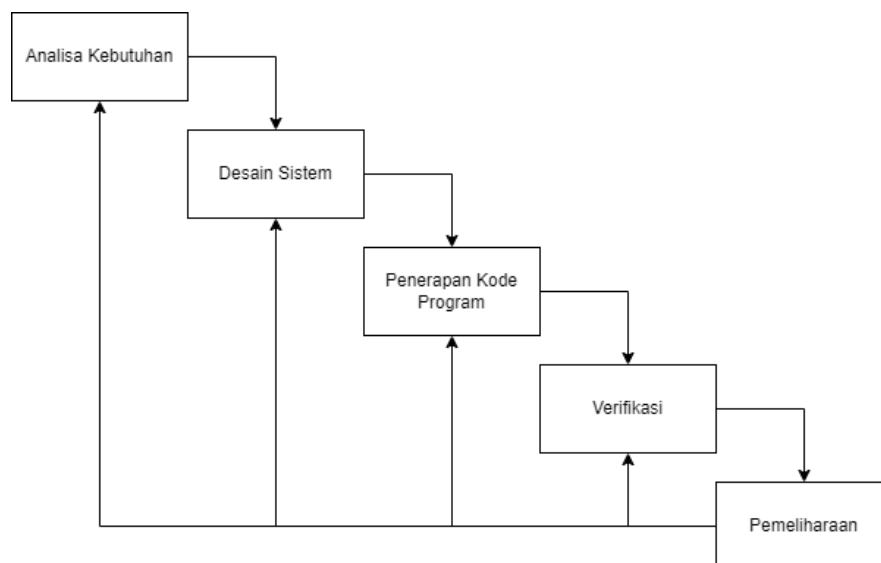 Analisa Kebutuhan
Desain Sistem
Penerapan Kode
Program
Verifikasi
Pemeliharaan